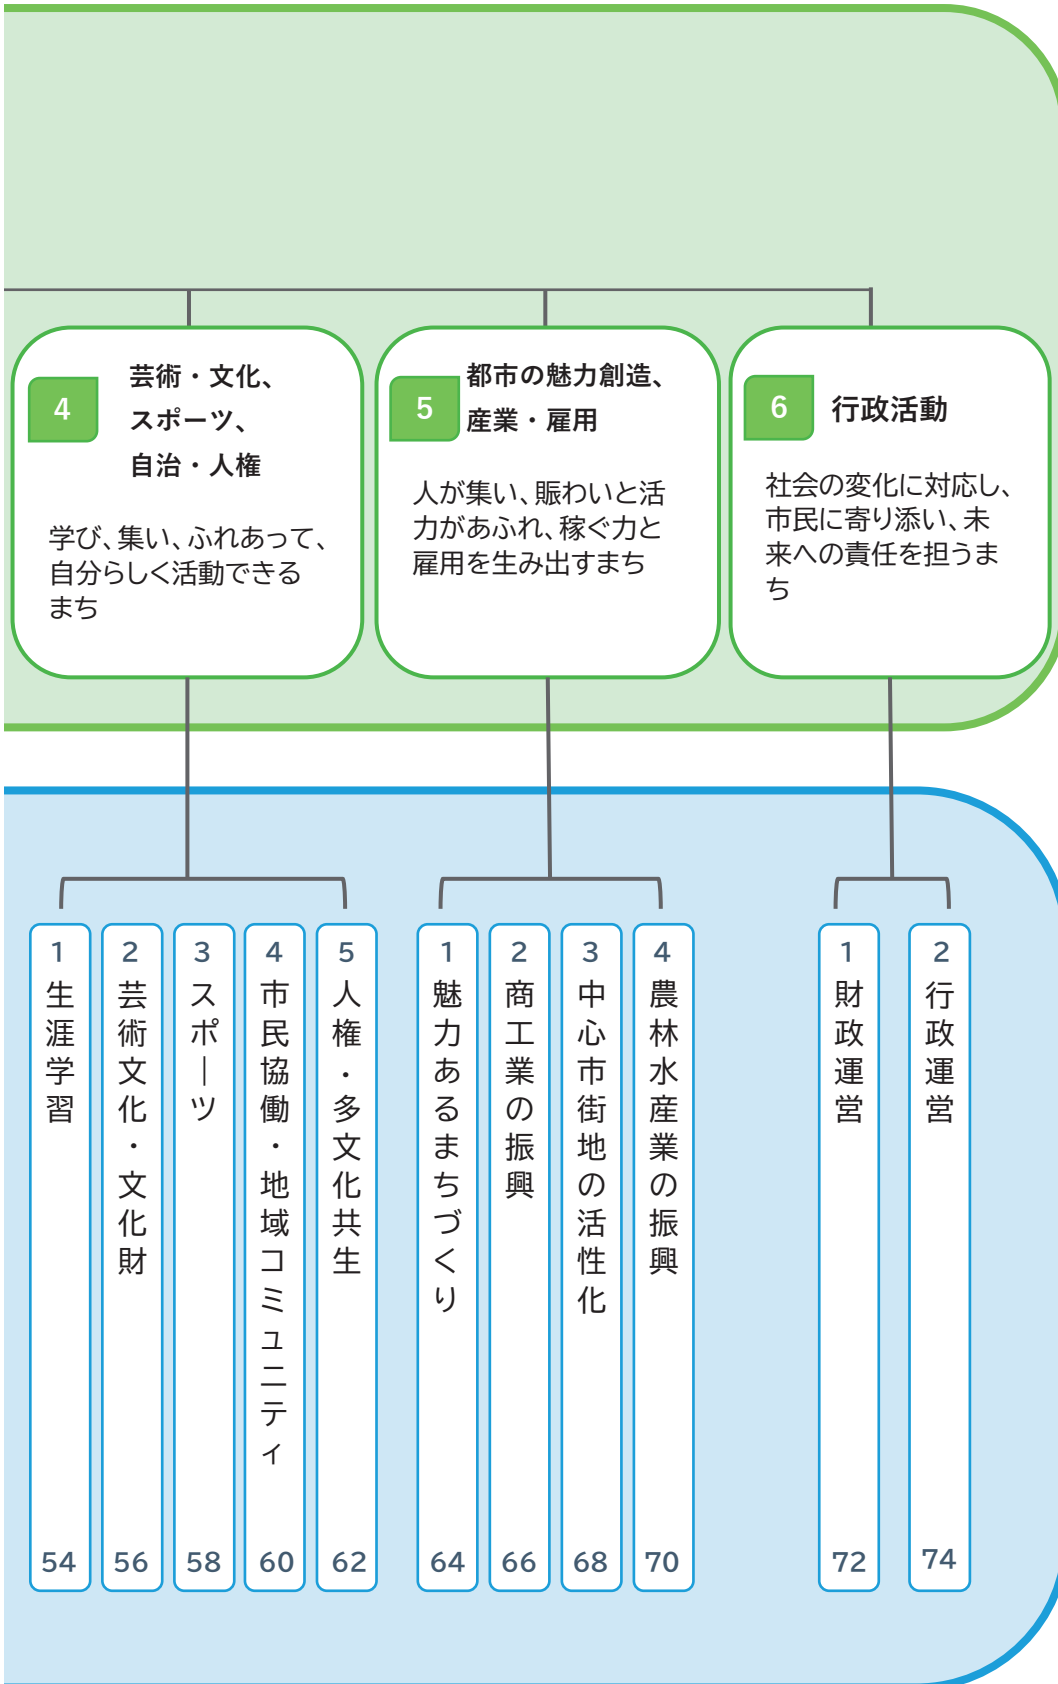 4
芸術・文化、
スポーツ、
自治・人権
学び、集い、ふれあって、
自分らしく活動できる
まち
5
都市の魅力創造、
産業・雇用
人が集い、賑わいと活
力があふれ、稼ぐ力と
雇用を生み出すまち
6
行政活動
社会の変化に対応し、
市民に寄り添い、未
来への責任を担うま
ち
1
生涯学習
54
2
芸術文化・文化財
56
3
スポーツ
58
4
市民協働・地域コミュニティ
60
5
人権・多文化共生
62
1
魅力あるまちづくり
64
2
商工業の振興
66
3
中心市街地の活性化
68
4
農林水産業の振興
70
1
財政運営
72
2
行政運営
74